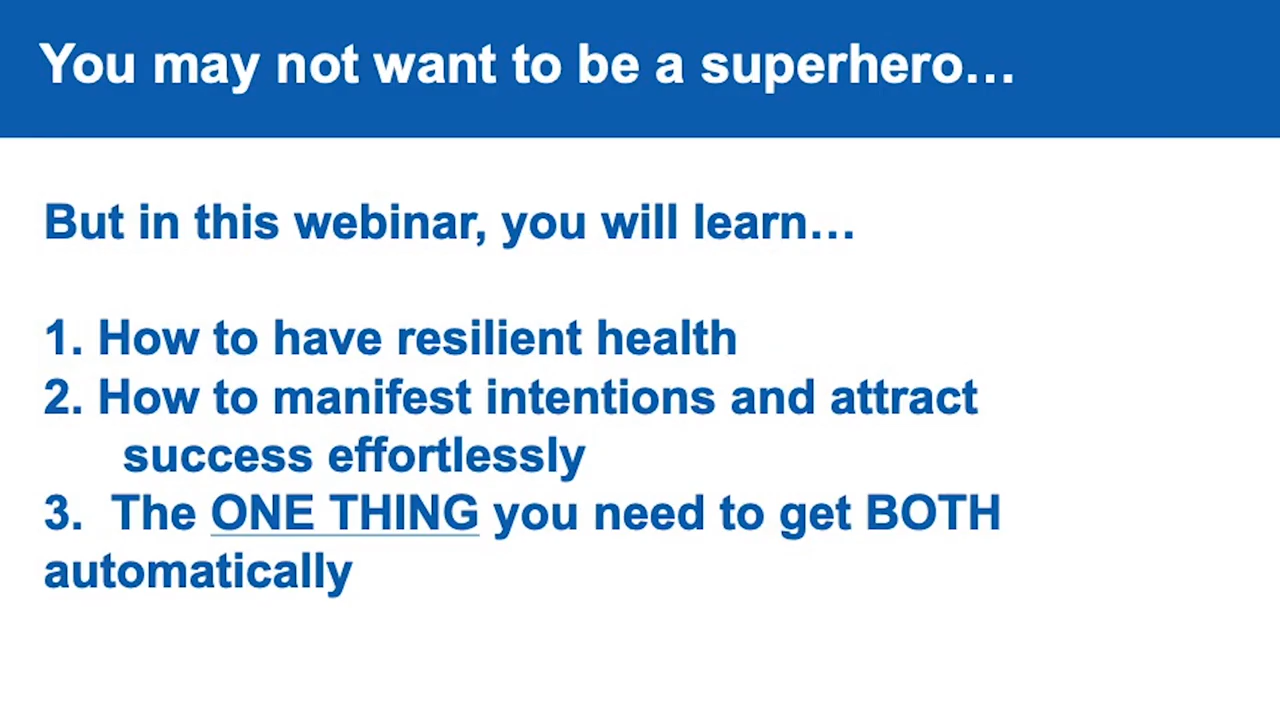 You may not want to be a superhero…
But in this webinar, you will learn…
1. How to have resilient health
2. How to manifest intentions and attract
success effortlessly
3. The ONE THING you need to get BOTH
automatically